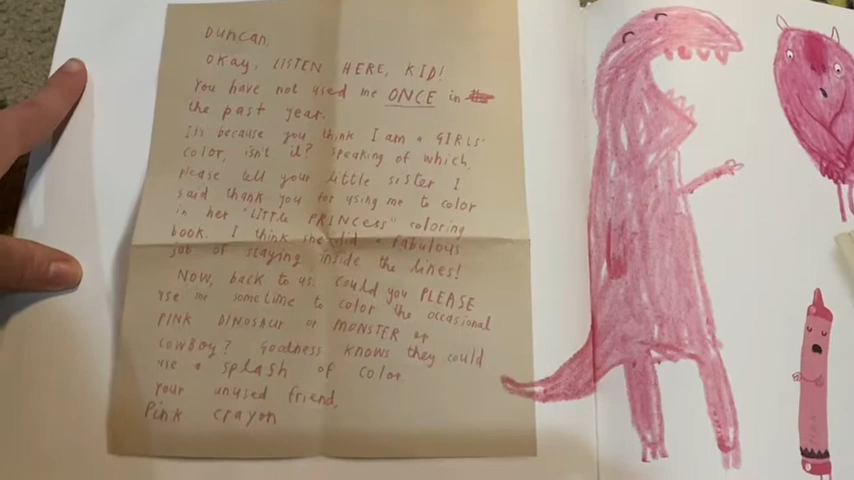 Duncan,
Okay, LISTEN HERE, KID!
You have not used me ONCE in
the past year.
It's because you think I am a GIRLS'
color, isn't it? Speaking of which,
please tell your little sister I
said thank you for using me to color
in her "LITTLE PRINCESS" coloring
book. I think she did a fabulous
job of staying inside the lines!
Now, back to us. Could you PLEASE
use me sometime to color the occasional
PINK DINOSAUR or MONSTER or
COWBOY? Goodness knows they could
use a splash of color.
Your unused friend,
Pink Crayon